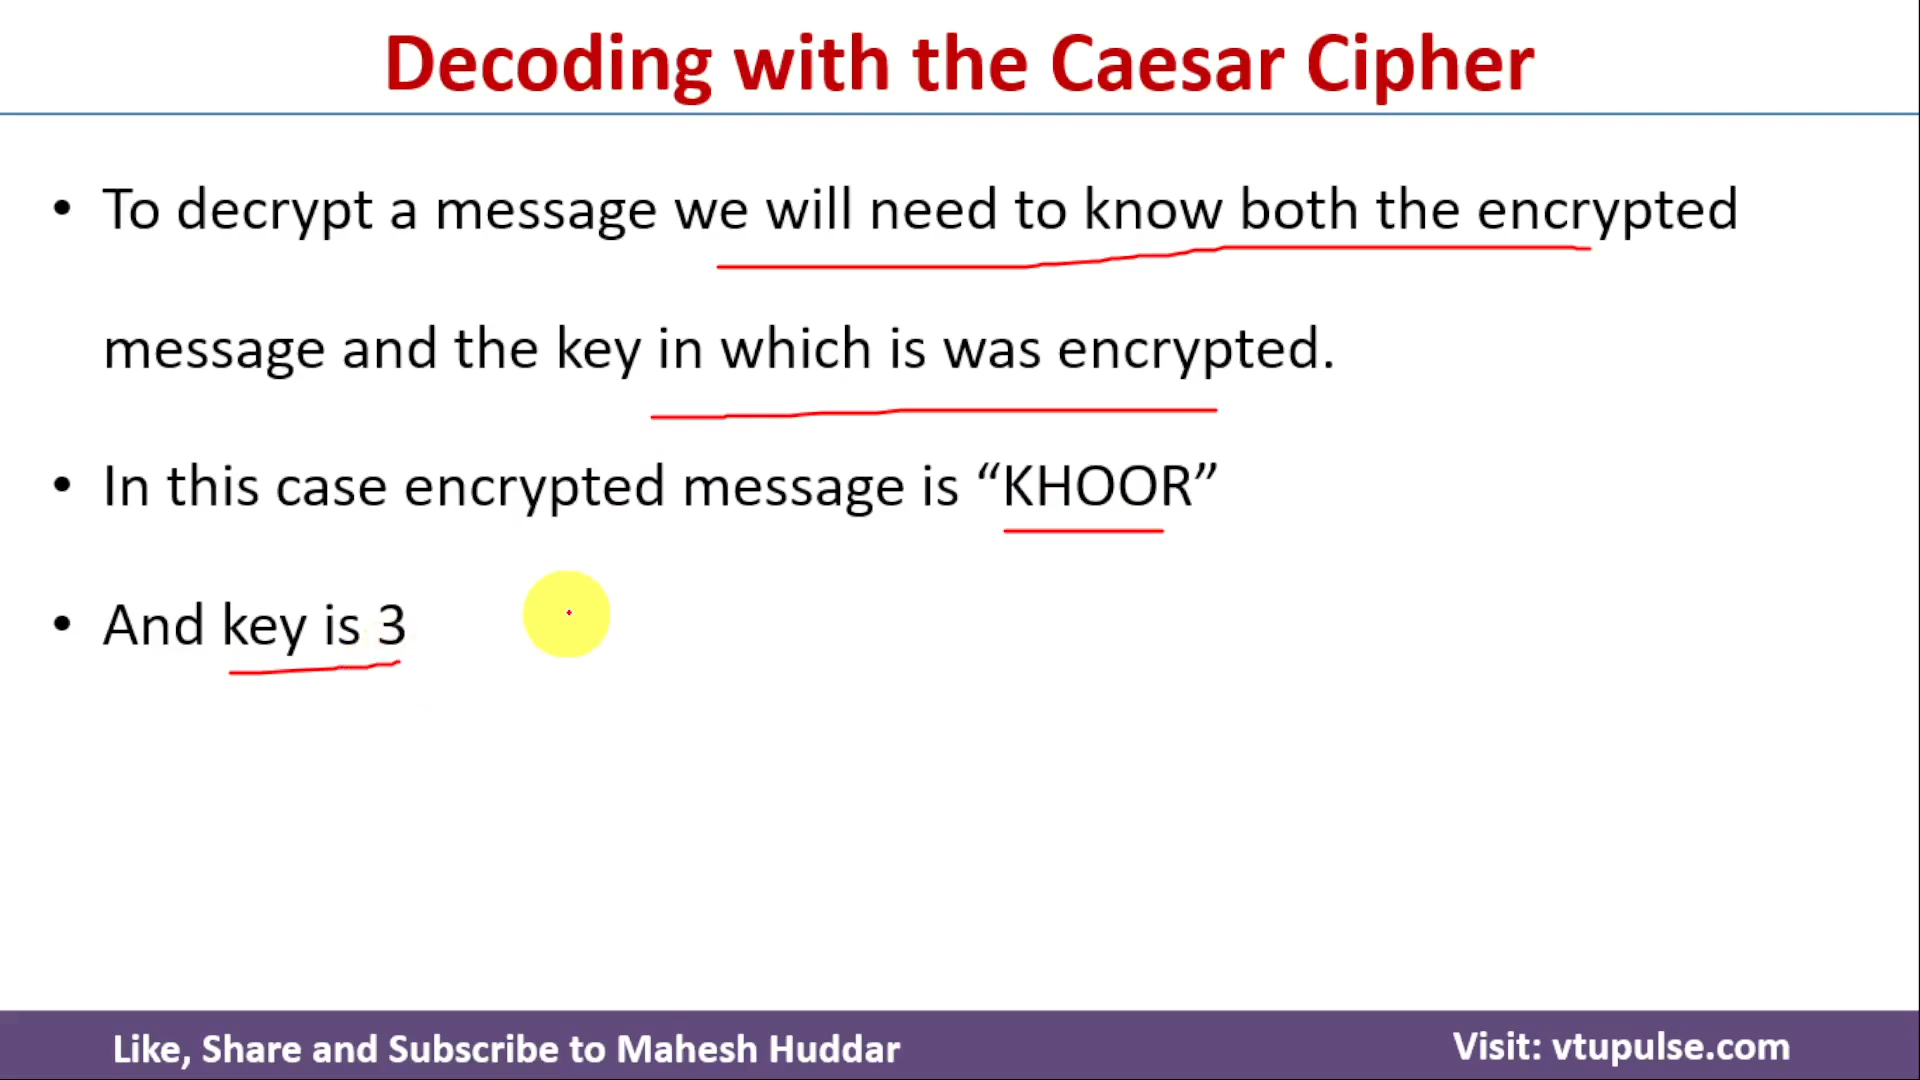 Decoding with the Caesar Cipher
• To decrypt a message we will need to know both the encrypted
message and the key in which is was encrypted.
• In this case encrypted message is “KHOOR”
• And key is 3
Like, Share and Subscribe to Mahesh Huddar
Visit: vtupulse.com